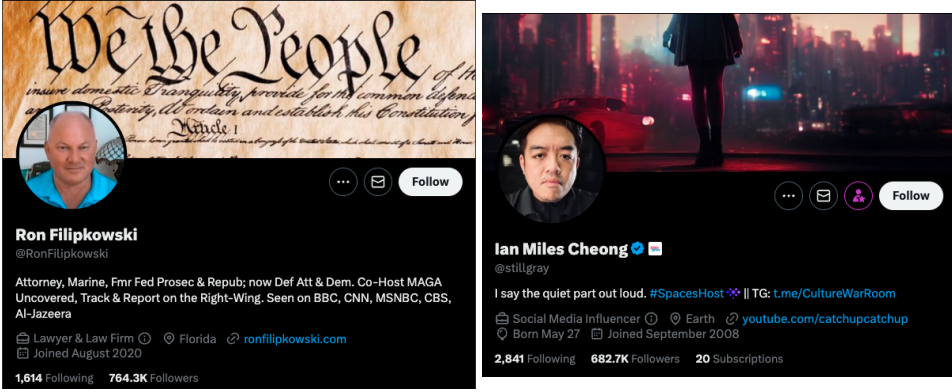 We the People
of the
insure domestic Tranquility, provide for the common defence
Posterity, do ordain and establish this Constitution
Article I
Follow
Ron Filipkowski
@RonFilipkowski
Attorney, Marine, Fmr Fed Prosec & Repub; now Def Att & Dem. Co-Host MAGA
Uncovered, Track & Report on the Right-Wing. Seen on BBC, CNN, MSNBC, CBS,
Al-Jazeera
Lawyer & Law Firm Florida ronfilipkowski.com
Joined August 2020
1,614 Following 764.3K Followers
Follow
Ian Miles Cheong
@stillgray
I say the quiet part out loud. #SpacesHost || TG: t.me/CultureWarRoom
Social Media Influencer Earth youtube.com/catchupcatchup
Born May 27 Joined September 2008
2,841 Following 682.7K Followers 20 Subscriptions